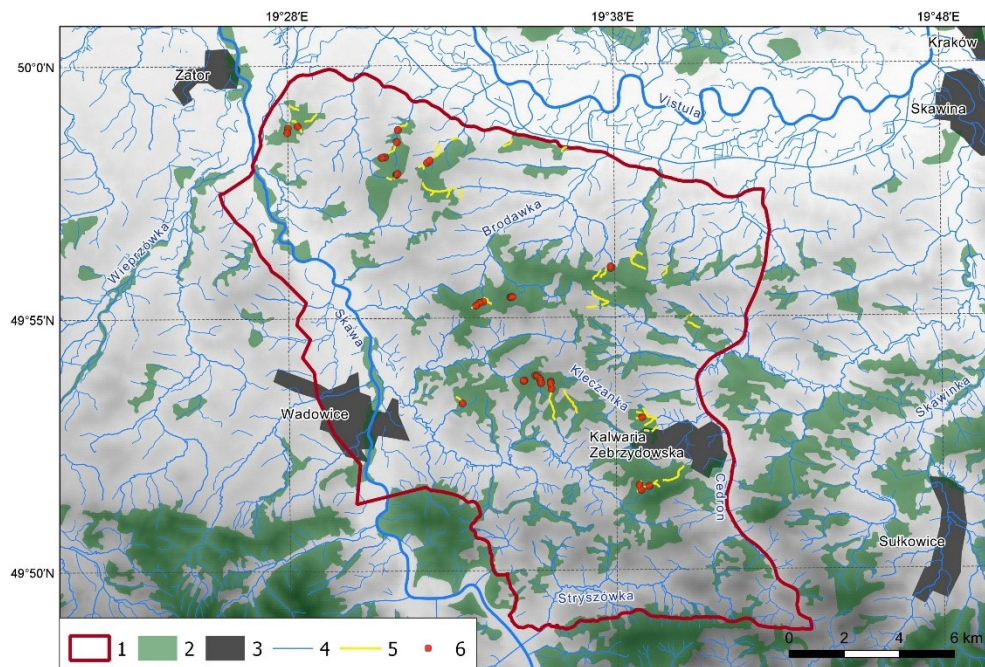 19°28'E 19°38'E 19°48'E
Kraków
50°0'N
Zator
Vistula
Skawina
Brodawka
Wieprzówka
49°55'N
Skawa
Kleczanka
Skawinka
Wadowice
Kalwaria
Zebrzydowska
Cedron
Sułkowice
49°50'N
Stryszówka
1 2 3 4 5 6
0 2 4 6 km